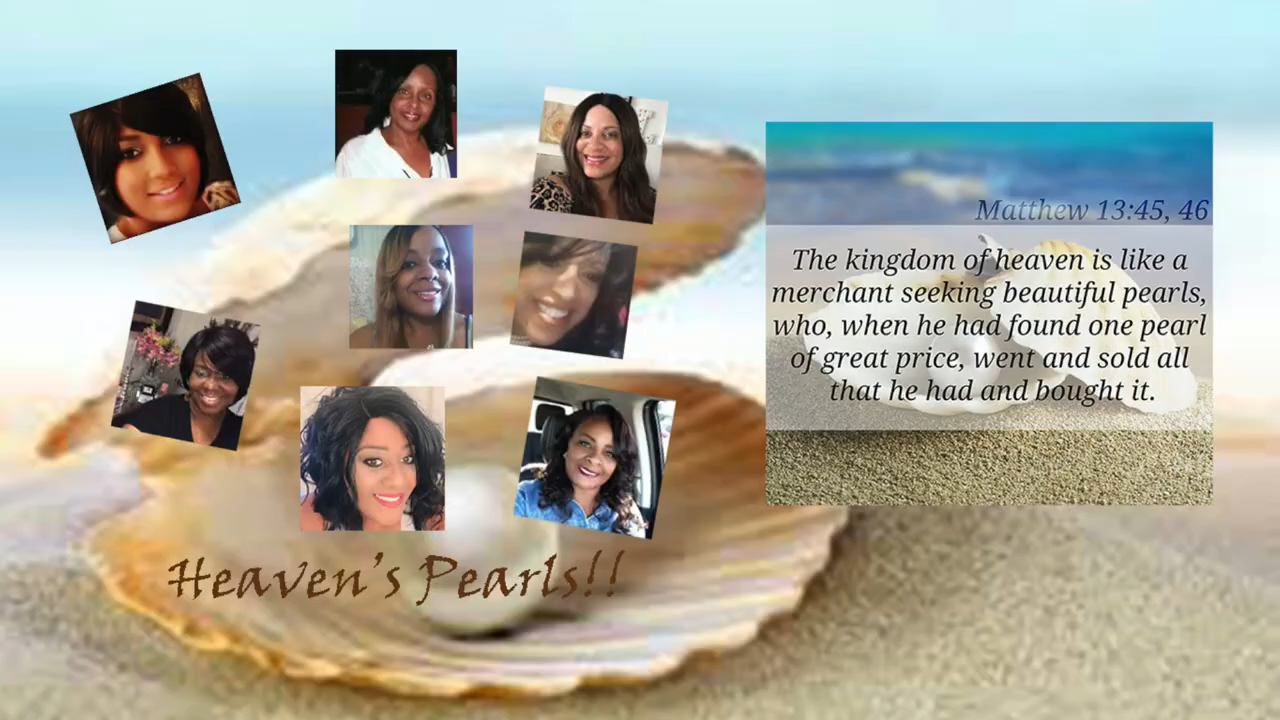 Matthew 13:45, 46
The kingdom of heaven is like a
merchant seeking beautiful pearls,
who, when he had found one pearl
of great price, went and sold all
that he had and bought it.
Heaven's Pearls!!